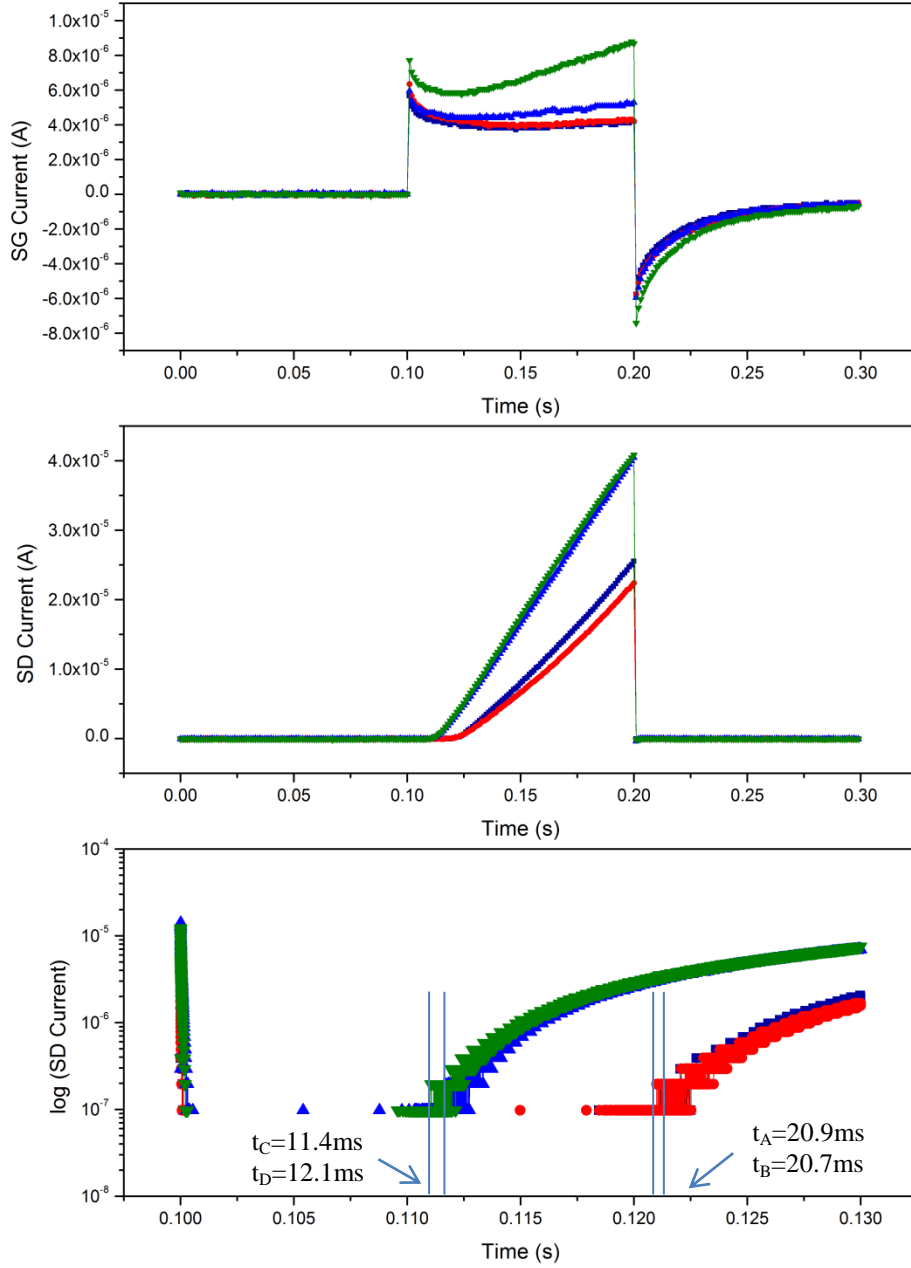 1.0x10⁻⁵
8.0x10⁻⁶
6.0x10⁻⁶
4.0x10⁻⁶
2.0x10⁻⁶
0.0
-2.0x10⁻⁶
-4.0x10⁻⁶
-6.0x10⁻⁶
-8.0x10⁻⁶
SG Current (A)
0.00 0.05 0.10 0.15 0.20 0.25 0.30
Time (s)
4.0x10⁻⁵
3.0x10⁻⁵
2.0x10⁻⁵
1.0x10⁻⁵
0.0
SD Current (A)
0.00 0.05 0.10 0.15 0.20 0.25 0.30
Time (s)
10⁻⁴
10⁻⁵
10⁻⁶
10⁻⁷
10⁻⁸
log (SD Current)
t_C=11.4ms
t_D=12.1ms
t_A=20.9ms
t_B=20.7ms
0.100 0.105 0.110 0.115 0.120 0.125 0.130
Time (s)